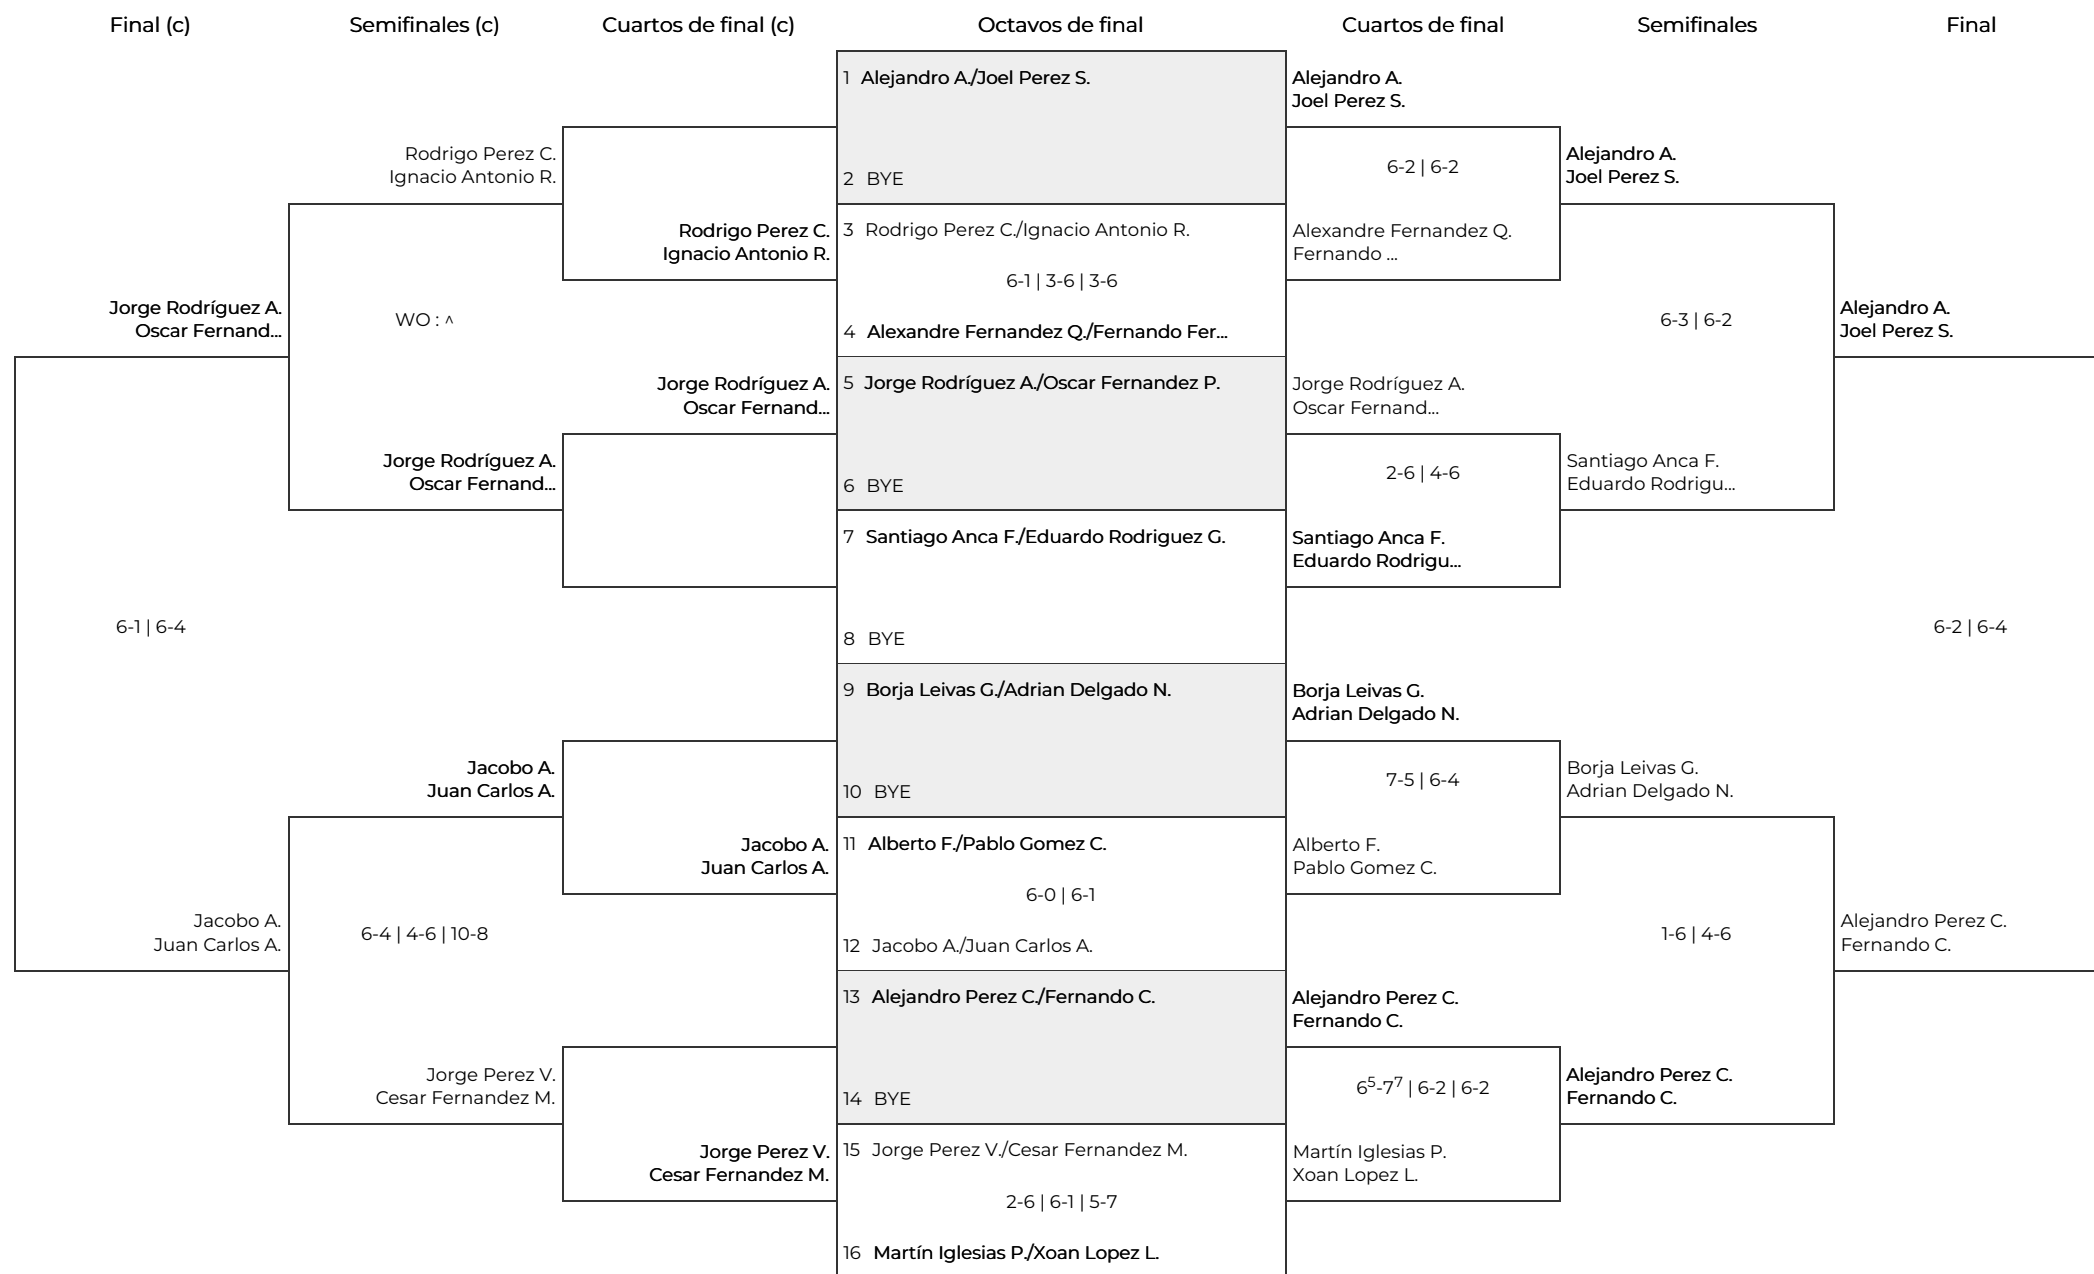 Final (c)
Semifinales (c)
Cuartos de final (c)
Octavos de final
Cuartos de final
Semifinales
Final
Jorge Rodríguez A.
Oscar Fernand...
6-1 | 6-4
Jacobo A.
Juan Carlos A.
Rodrigo Perez C.
Ignacio Antonio R.
WO : ^
Jorge Rodríguez A.
Oscar Fernand...
Jacobo A.
Juan Carlos A.
6-4 | 4-6 | 10-8
Jorge Perez V.
Cesar Fernandez M.
Rodrigo Perez C.
Ignacio Antonio R.
Jorge Rodríguez A.
Oscar Fernand...
Jacobo A.
Juan Carlos A.
Jorge Perez V.
Cesar Fernandez M.
1 Alejandro A./Joel Perez S.
2 BYE
3 Rodrigo Perez C./Ignacio Antonio R.
6-1 | 3-6 | 3-6
4 Alexandre Fernandez Q./Fernando Fer...
5 Jorge Rodríguez A./Oscar Fernandez P.
6 BYE
7 Santiago Anca F./Eduardo Rodriguez G.
8 BYE
9 Borja Leivas G./Adrian Delgado N.
10 BYE
11 Alberto F./Pablo Gomez C.
6-0 | 6-1
12 Jacobo A./Juan Carlos A.
13 Alejandro Perez C./Fernando C.
14 BYE
15 Jorge Perez V./Cesar Fernandez M.
2-6 | 6-1 | 5-7
16 Martín Iglesias P./Xoan Lopez L.
Alejandro A.
Joel Perez S.
6-2 | 6-2
Alexandre Fernandez Q.
Fernando ...
Jorge Rodríguez A.
Oscar Fernand...
2-6 | 4-6
Santiago Anca F.
Eduardo Rodrigu...
Borja Leivas G.
Adrian Delgado N.
7-5 | 6-4
Alberto F.
Pablo Gomez C.
Alejandro Perez C.
Fernando C.
6⁵-7⁷ | 6-2 | 6-2
Martín Iglesias P.
Xoan Lopez L.
Alejandro A.
Joel Perez S.
6-3 | 6-2
Santiago Anca F.
Eduardo Rodrigu...
Borja Leivas G.
Adrian Delgado N.
1-6 | 4-6
Alejandro Perez C.
Fernando C.
Alejandro A.
Joel Perez S.
6-2 | 6-4
Alejandro Perez C.
Fernando C.